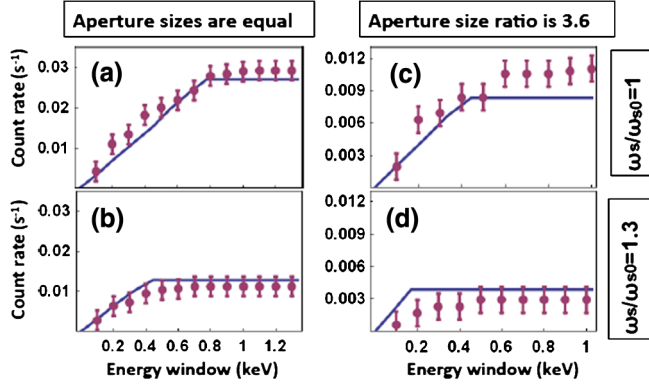 Aperture sizes are equal
Aperture size ratio is 3.6
Count rate (s⁻¹)
0.03
0.02
0.01
(a)
0.012
0.009
0.006
0.003
(c)
ωs/ωs0=1
Count rate (s⁻¹)
0.03
0.02
0.01
(b)
0.2 0.4 0.6 0.8 1 1.2
Energy window (keV)
0.012
0.009
0.006
0.003
(d)
0.2 0.4 0.6 0.8 1
Energy window (keV)
ωs/ωs0=1.3